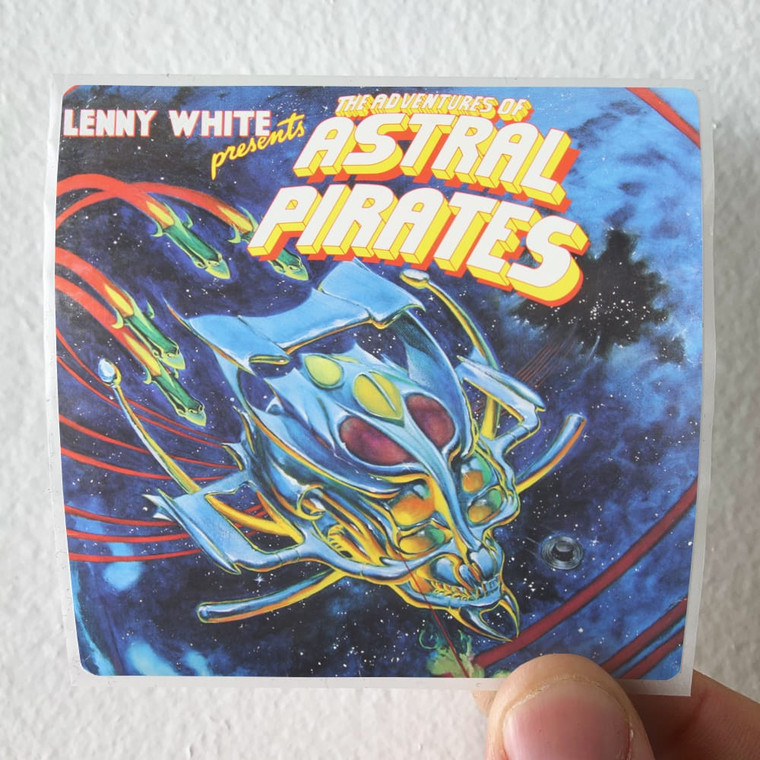 LENNY WHITE
presents
THE ADVENTURES OF
ASTRAL
PIRATES